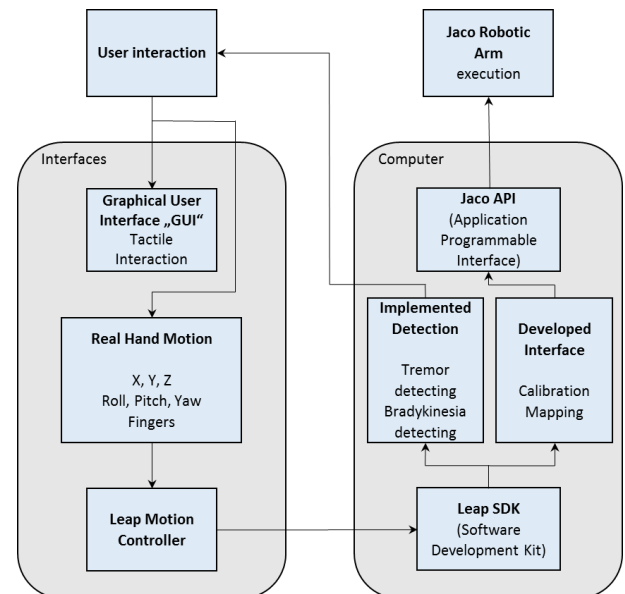 User interaction
Jaco Robotic
Arm
execution
Interfaces
Graphical User
Interface „GUI“
Tactile
Interaction
Real Hand Motion
X, Y, Z
Roll, Pitch, Yaw
Fingers
Leap Motion
Controller
Computer
Jaco API
(Application
Programmable
Interface)
Implemented
Detection
Tremor
detecting
Bradykinesia
detecting
Developed
Interface
Calibration
Mapping
Leap SDK
(Software
Development Kit)